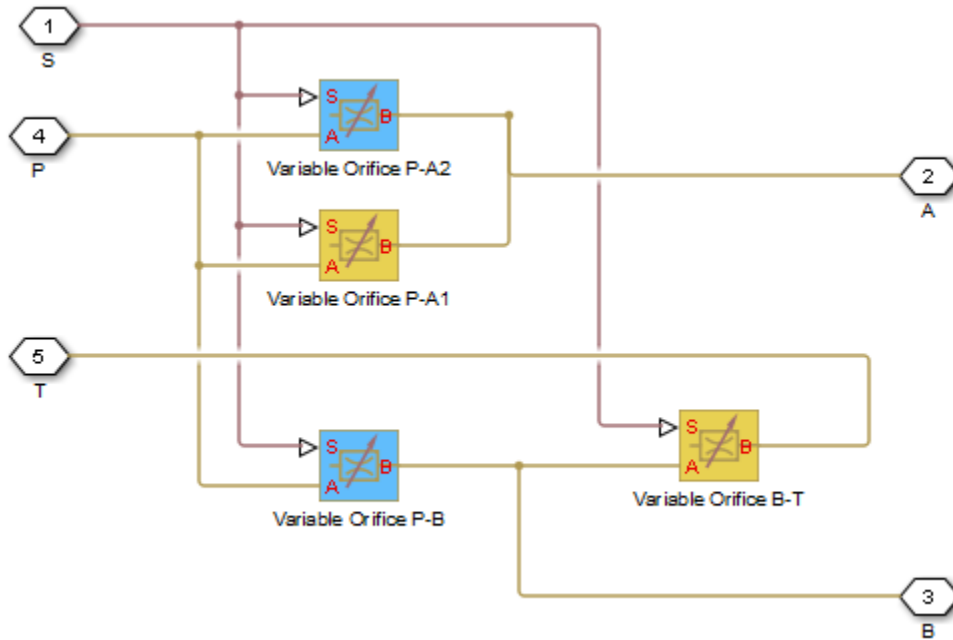 1
S
S
B
A
Variable Orifice P-A2
4
P
2
A
S
B
A
Variable Orifice P-A1
5
T
S
B
A
Variable Orifice P-B
S
B
A
Variable Orifice B-T
3
B